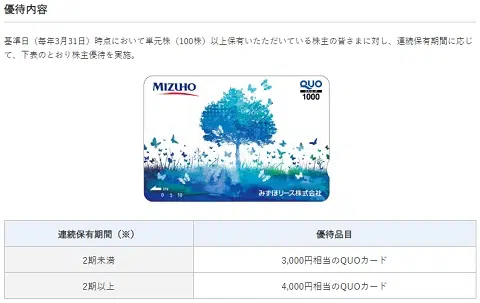 優待内容
基準日（毎年3月31日）時点において単元株（100株）以上保有いただいている株主の皆さまに対し、連続保有期間に応じ
て、下表のとおり株主優待を実施。
MIZUHO
QUO
CARD
1000
0 5 10
みずほリース株式会社
連続保有期間（※） 優待品目
2期未満 3,000円相当のQUOカード
2期以上 4,000円相当のQUOカード